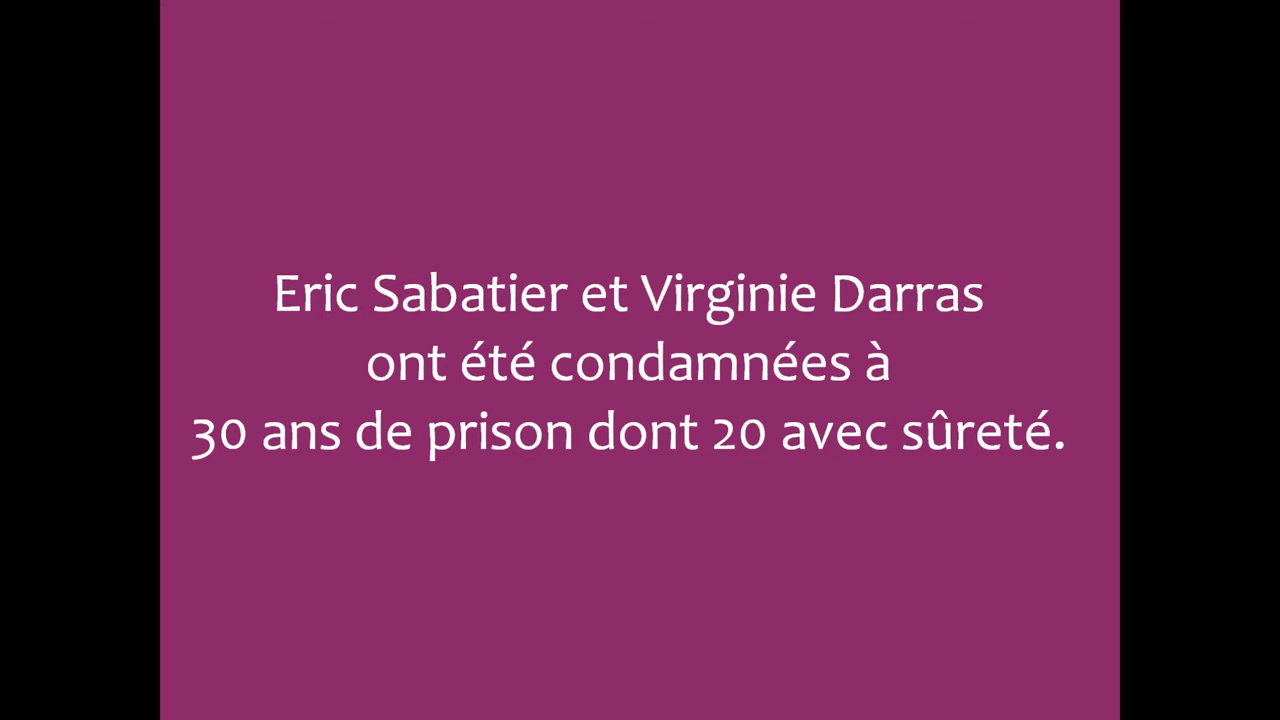 Eric Sabatier et Virginie Darras
ont été condamnées à
30 ans de prison dont 20 avec sûreté.